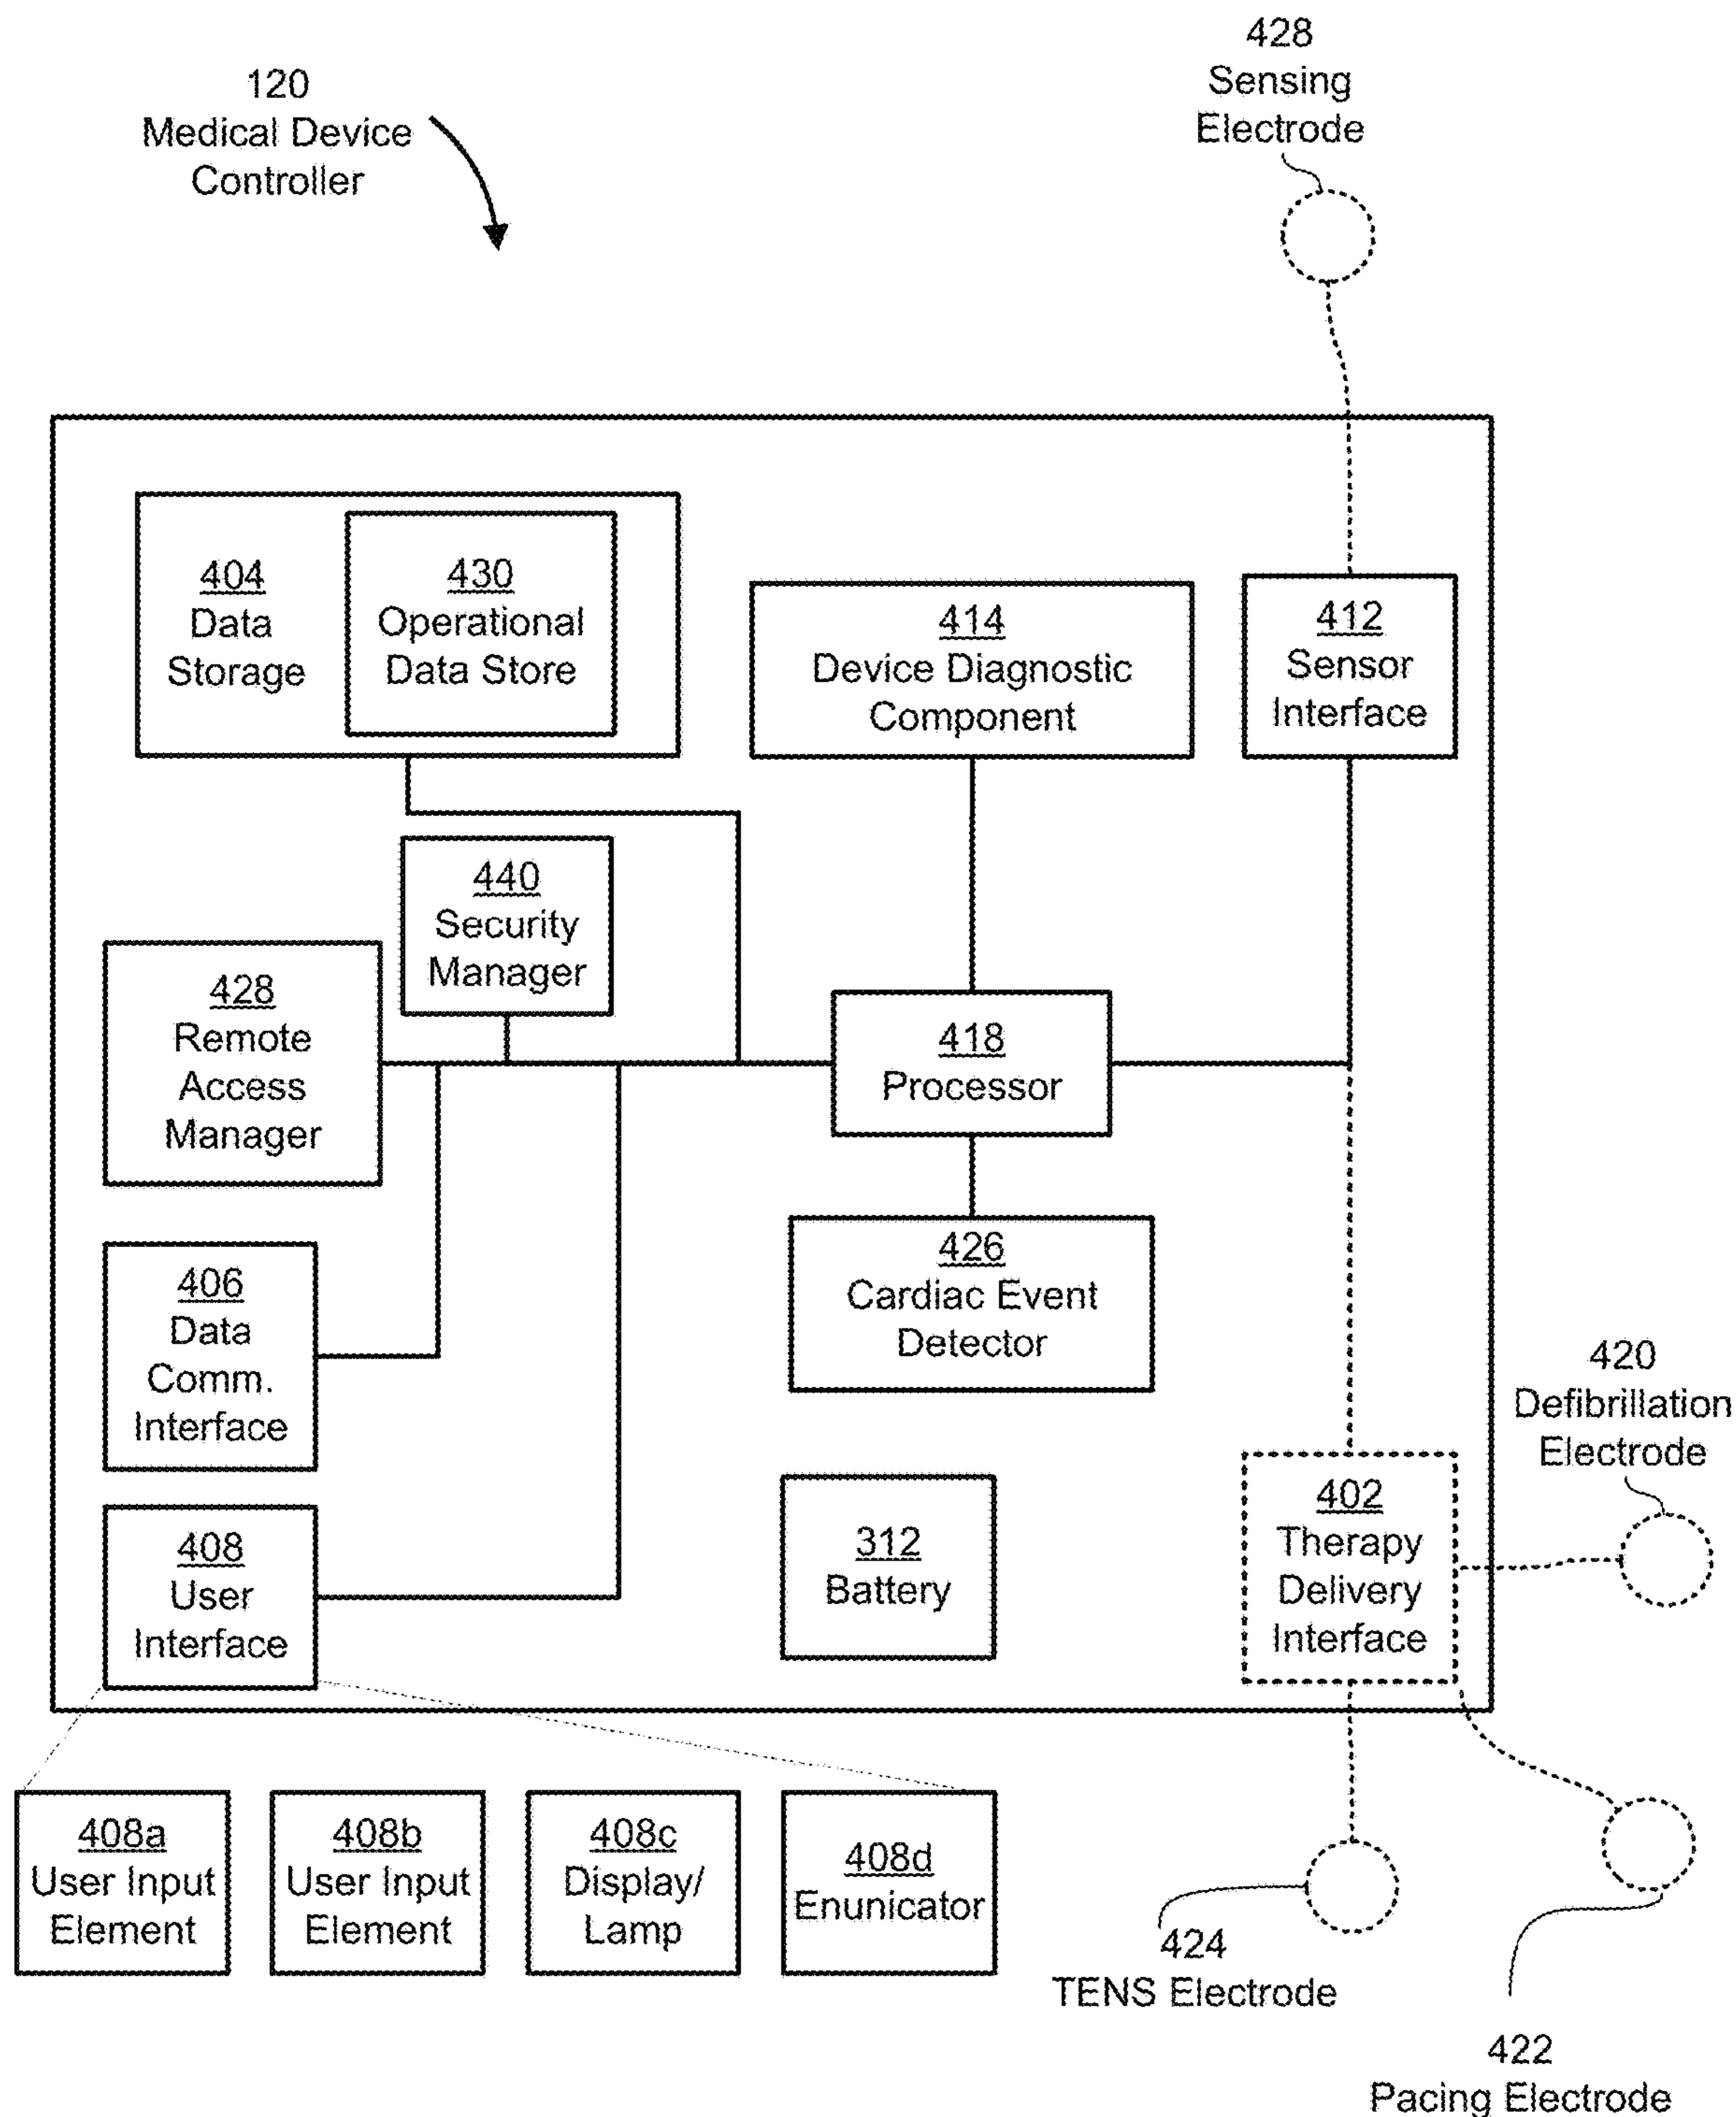 120
Medical Device
Controller
428
Sensing
Electrode
404
Data
Storage
430
Operational
Data Store
414
Device Diagnostic
Component
412
Sensor
Interface
440
Security
Manager
428
Remote
Access
Manager
418
Processor
406
Data
Comm.
Interface
426
Cardiac Event
Detector
420
Defibrillation
Electrode
408
User
Interface
312
Battery
402
Therapy
Delivery
Interface
408a
User Input
Element
408b
User Input
Element
408c
Display/
Lamp
408d
Enunicator
424
TENS Electrode
422
Pacing Electrode